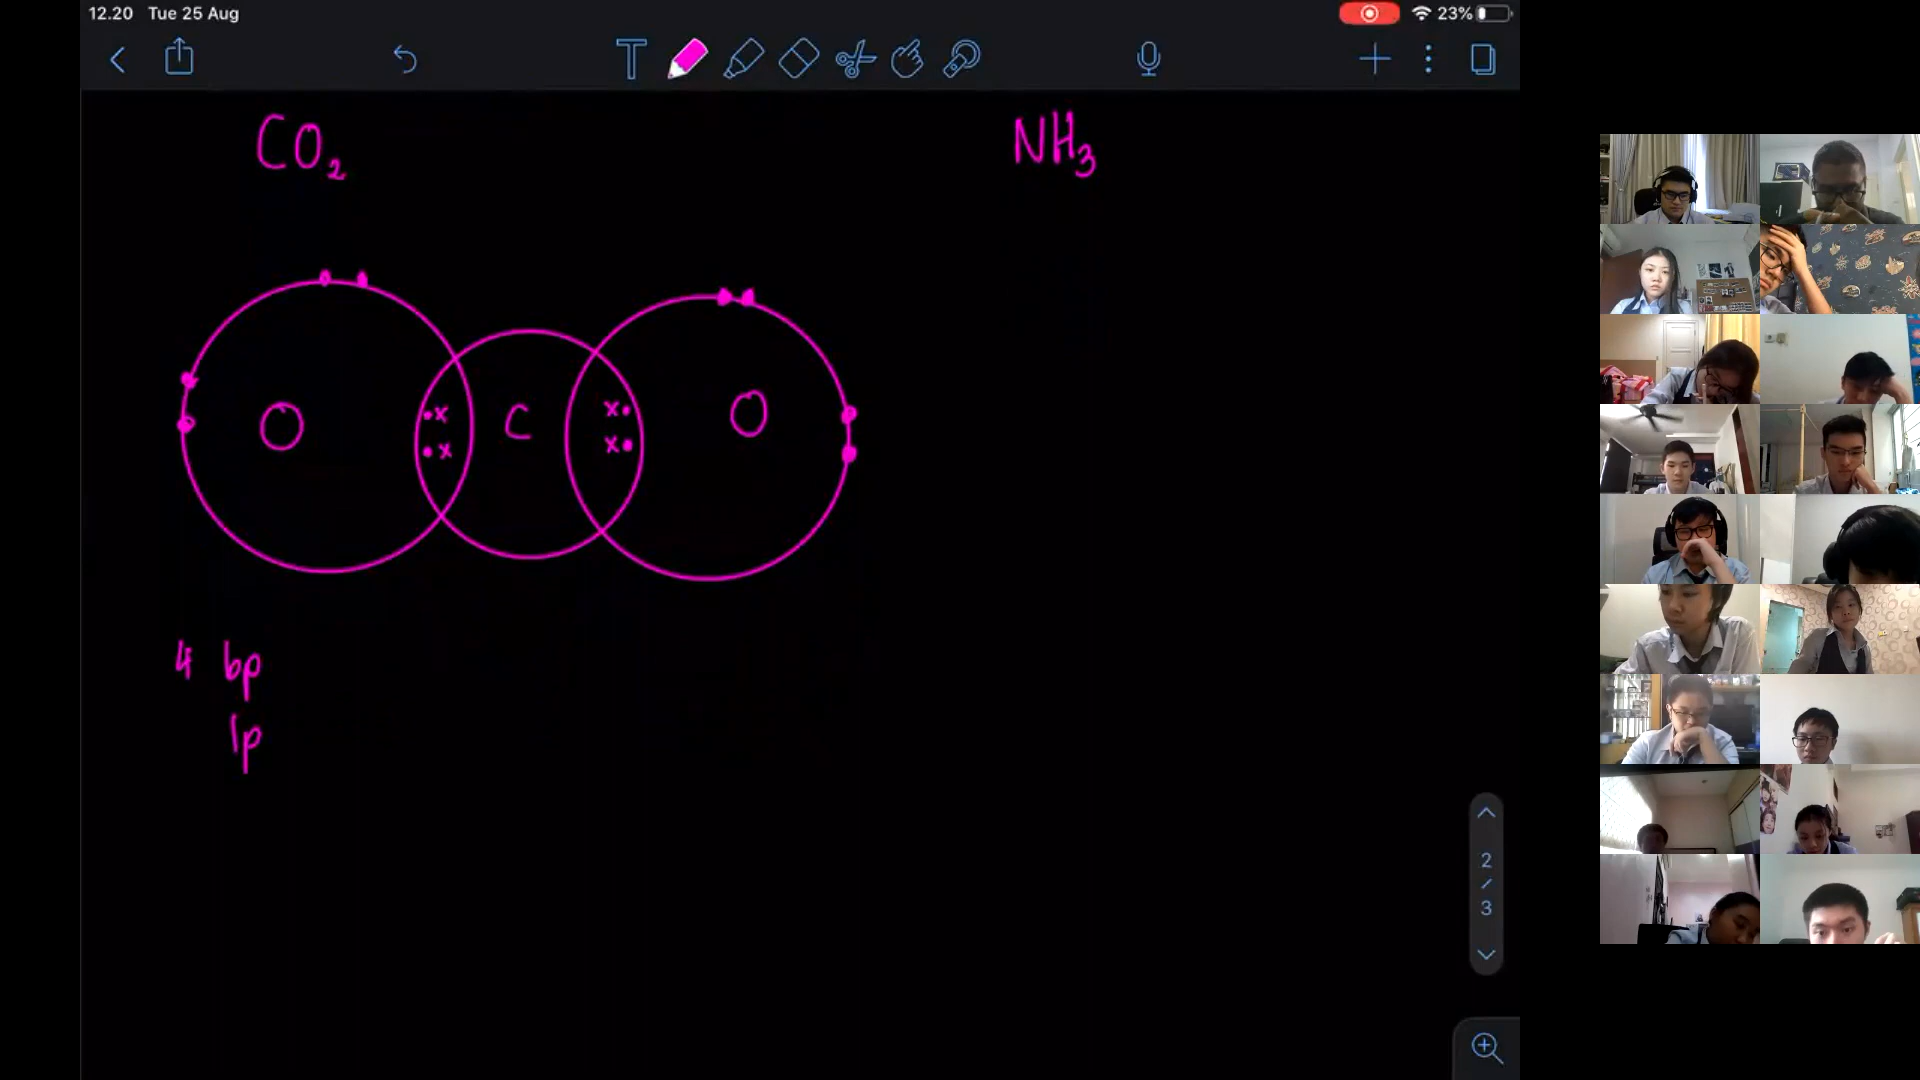 12.20 Tue 25 Aug
23%
T
CO₂
NH₃
•x
•x
C
x•
x•
O
O
4 bp
lp
2
/
3